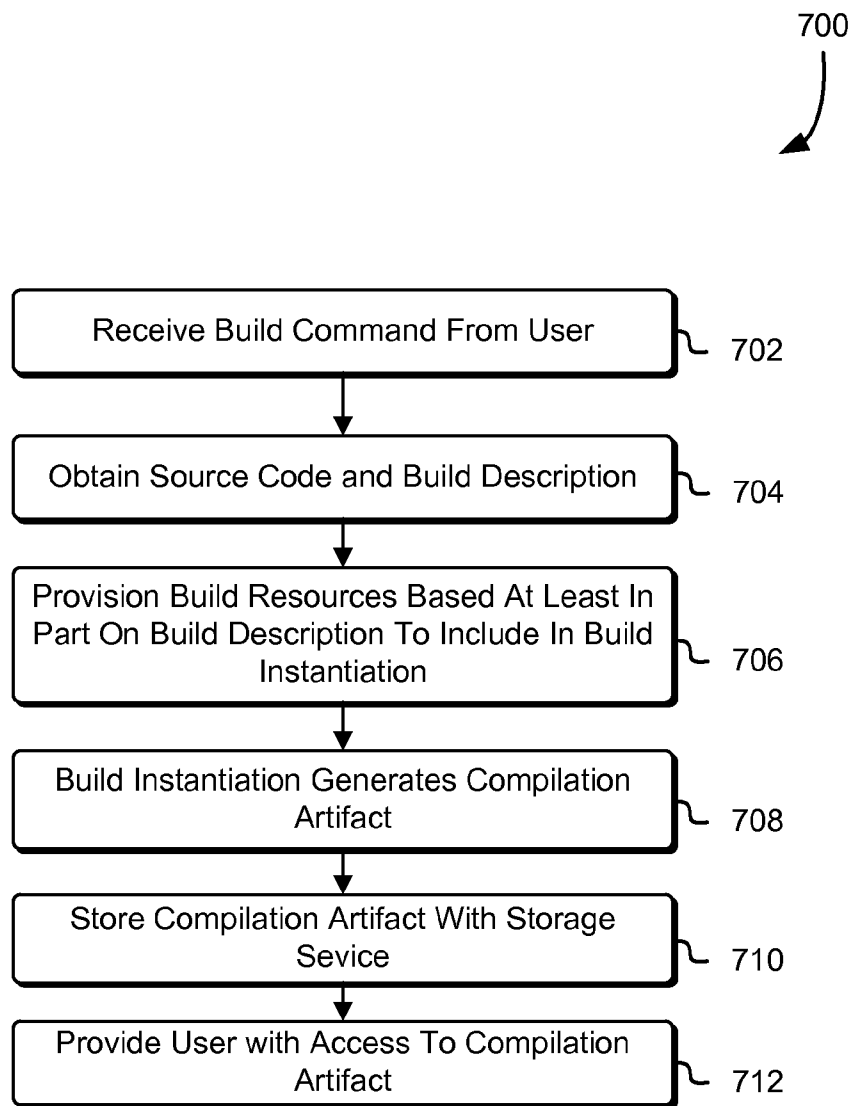 700
Receive Build Command From User
702
Obtain Source Code and Build Description
704
Provision Build Resources Based At Least In
Part On Build Description To Include In Build
Instantiation
706
Build Instantiation Generates Compilation
Artifact
708
Store Compilation Artifact With Storage
Sevice
710
Provide User with Access To Compilation
Artifact
712